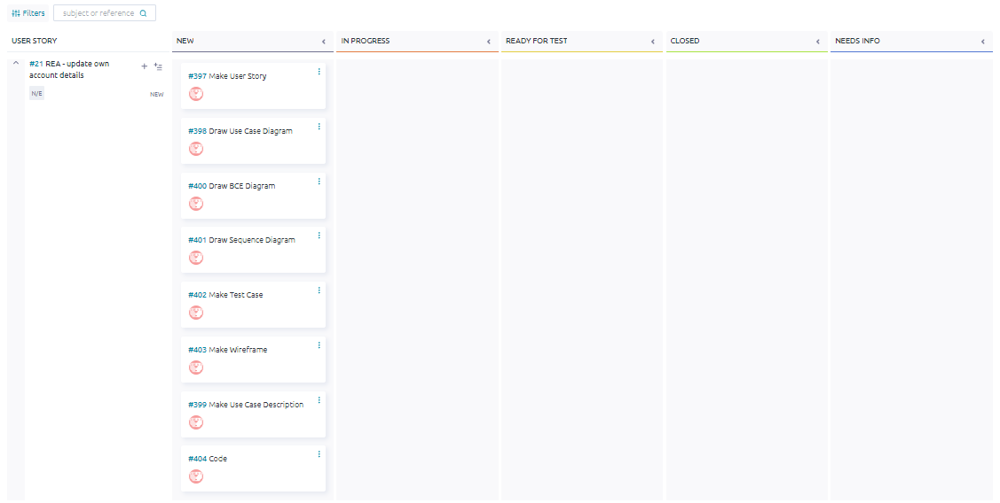 Filters
subject or reference
USER STORY
NEW
IN PROGRESS
READY FOR TEST
CLOSED
NEEDS INFO
#21 REA - update own
account details
N/E
NEW
#397 Make User Story
#398 Draw Use Case Diagram
#400 Draw BCE Diagram
#401 Draw Sequence Diagram
#402 Make Test Case
#403 Make Wireframe
#399 Make Use Case Description
#404 Code